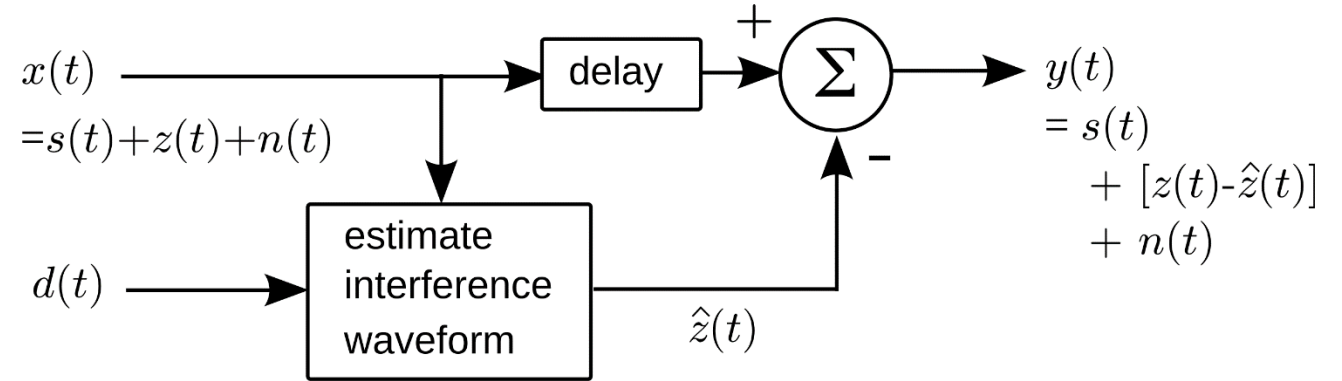 x(t)
=s(t)+z(t)+n(t)
delay
+
Σ
-
y(t)
= s(t)
+ [z(t)-ẑ(t)]
+ n(t)
d(t)
estimate
interference
waveform
ẑ(t)